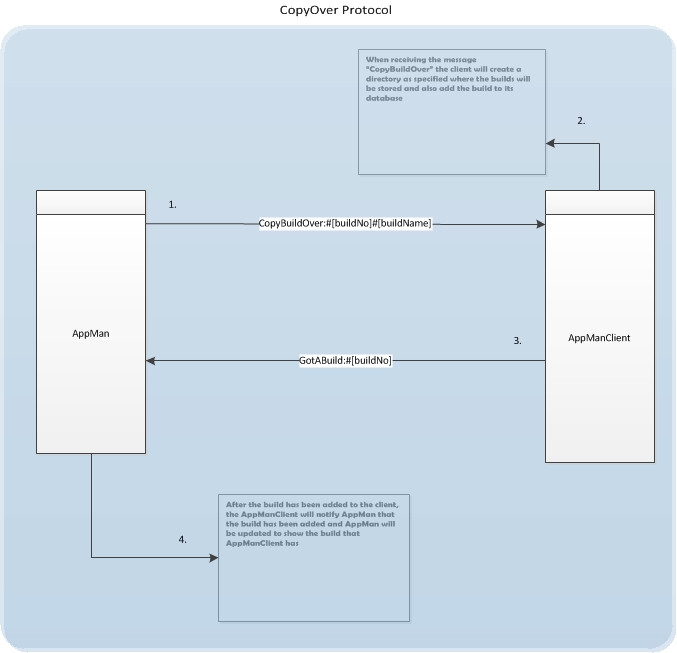 CopyOver Protocol
When receiving the message
"CopyBuildOver" the client will create a
directory as specified where the builds will
be stored and also add the build to its
database
2.
1.
CopyBuildOver:#[buildNo]#[buildName]
AppMan
AppManClient
3.
GotABuild:#[buildNo]
After the build has been added to the client,
the AppManClient will notify AppMan that
the build has been added and AppMan will
be updated to show the build that
AppManClient has
4.